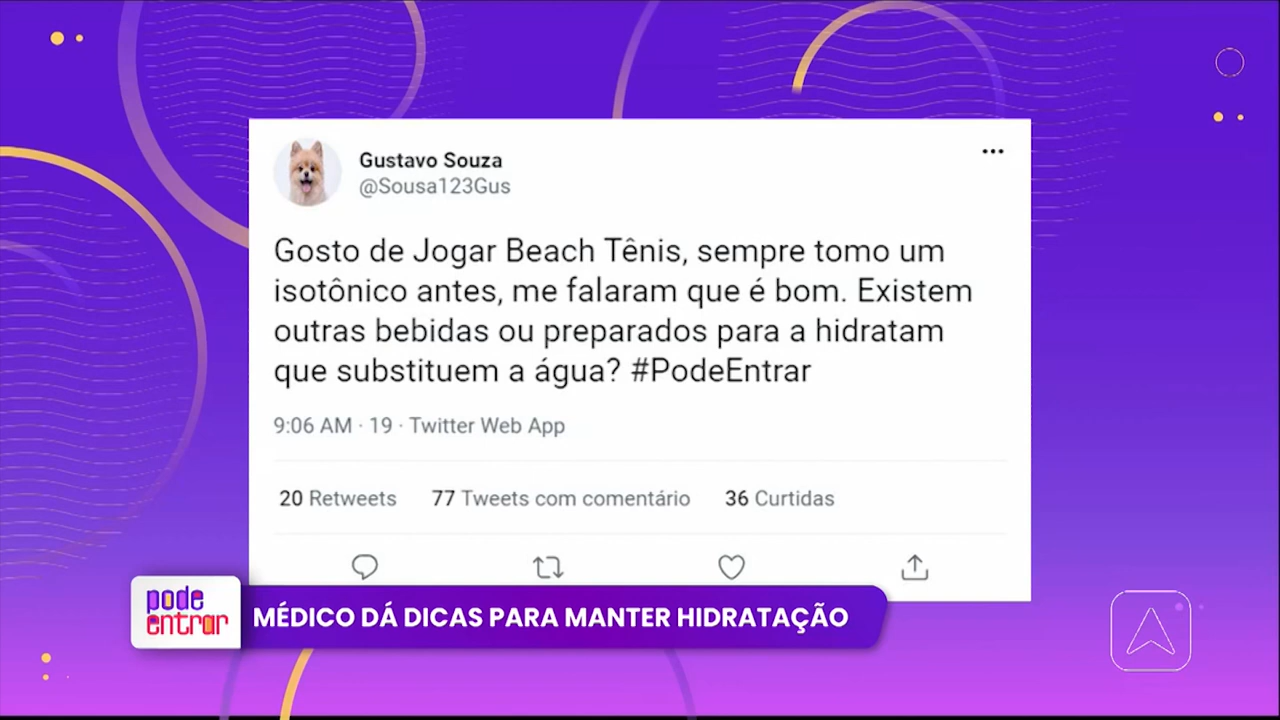 Gustavo Souza
@Sousa123Gus
Gosto de Jogar Beach Tênis, sempre tomo um
isotônico antes, me falaram que é bom. Existem
outras bebidas ou preparados para a hidratam
que substituem a água? #PodeEntrar
9:06 AM · 19 · Twitter Web App
20 Retweets 77 Tweets com comentário 36 Curtidas
pode
entrar
MÉDICO DÁ DICAS PARA MANTER HIDRATAÇÃO